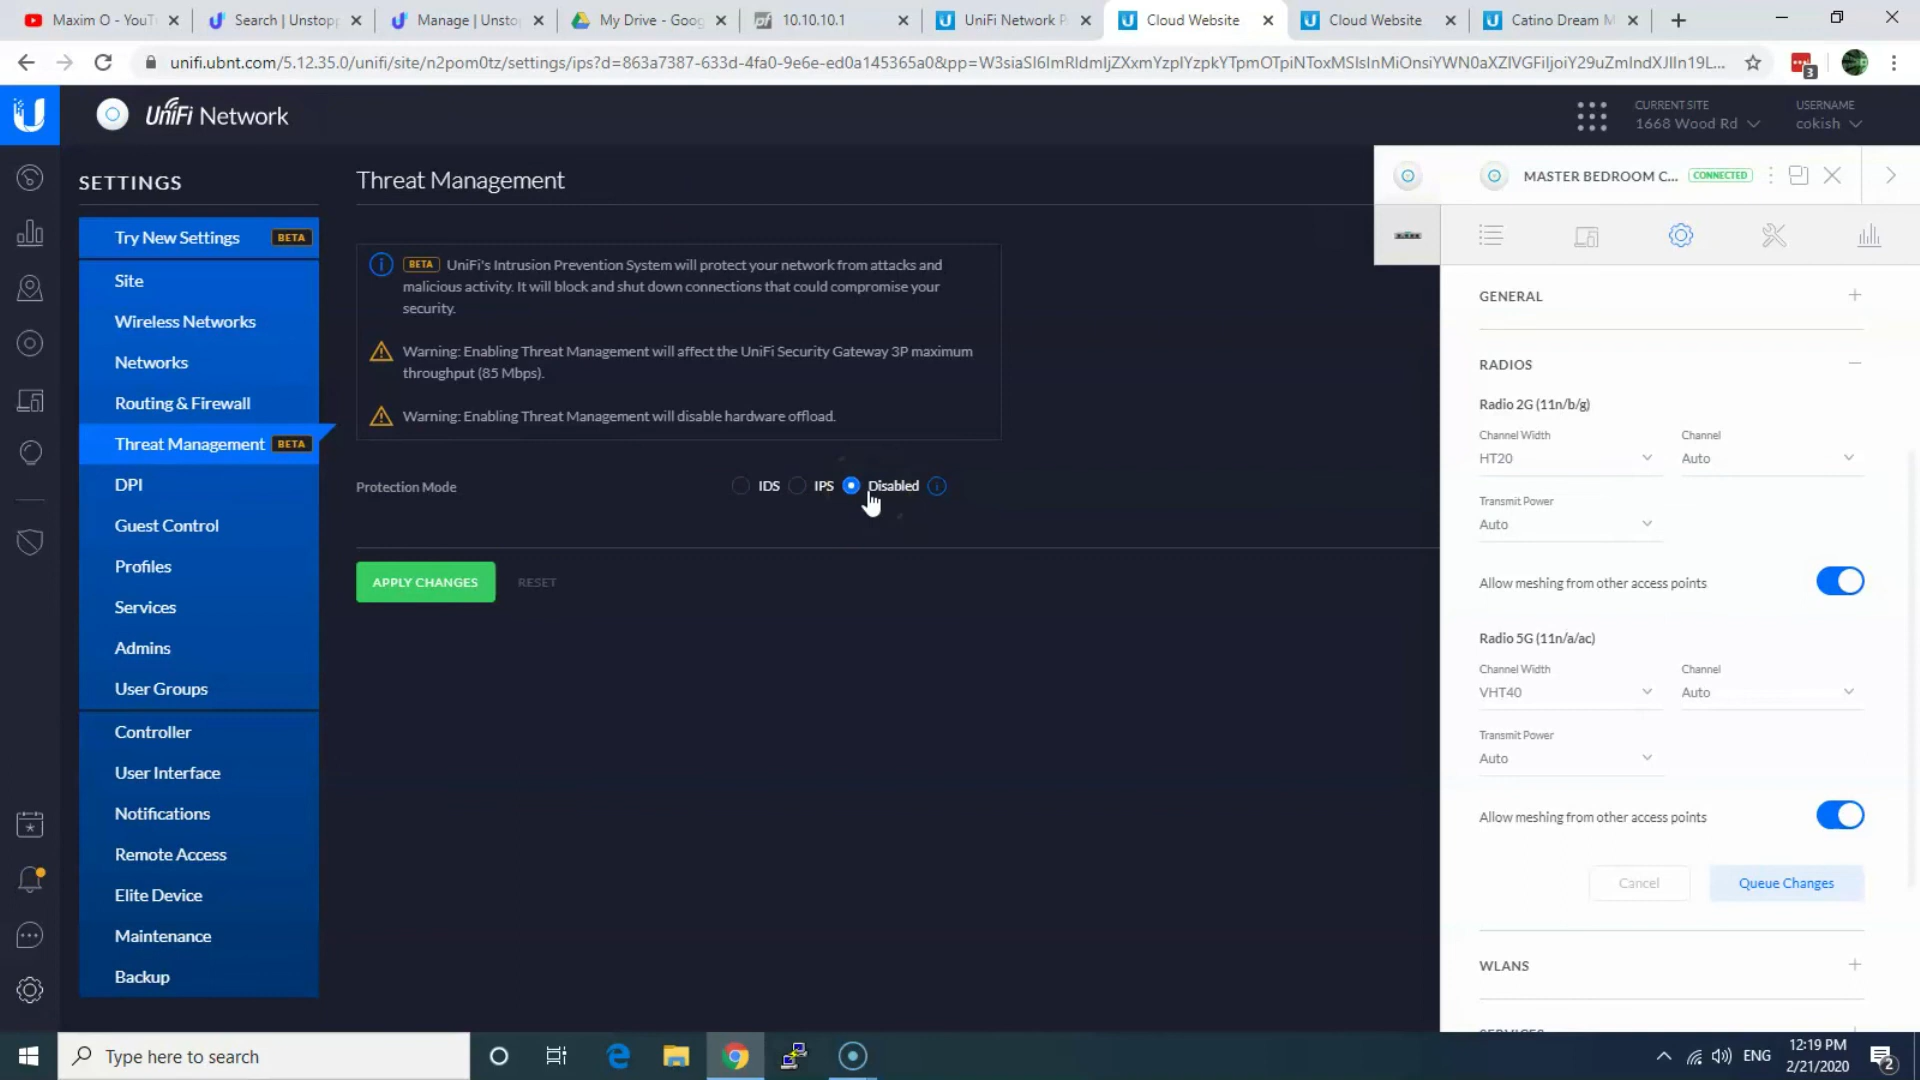 Maxim O - YouT
Search | Unstopp
Manage | Unsto
My Drive - Goog
10.10.10.1
UniFi Network P
Cloud Website
Cloud Website
Catino Dream M
unifi.ubnt.com/5.12.35.0/unifi/site/n2pom0tz/settings/ips?d=863a7387-633d-4fa0-9e6e-ed0a145365a0&pp=W3siaSI6ImRldmljZXxmYzplYzpkYTpmOTpiNToxMSIsInMiOnsiYWN0aXZlVGFiIjoiY29uZmlndXJlIn19L...
3
UniFi Network
CURRENT SITE
1668 Wood Rd
USERNAME
cokish
SETTINGS
Try New Settings BETA
Site
Wireless Networks
Networks
Routing & Firewall
Threat Management BETA
DPI
Guest Control
Profiles
Services
Admins
User Groups
Controller
User Interface
Notifications
Remote Access
Elite Device
Maintenance
Backup
Threat Management
BETA UniFi's Intrusion Prevention System will protect your network from attacks and
malicious activity. It will block and shut down connections that could compromise your
security.
Warning: Enabling Threat Management will affect the UniFi Security Gateway 3P maximum
throughput (85 Mbps).
Warning: Enabling Threat Management will disable hardware offload.
Protection Mode
IDS
IPS
Disabled
APPLY CHANGES
RESET
MASTER BEDROOM C... CONNECTED
GENERAL
RADIOS
Radio 2G (11n/b/g)
Channel Width
Channel
HT20
Auto
Transmit Power
Auto
Allow meshing from other access points
Radio 5G (11n/a/ac)
Channel Width
Channel
VHT40
Auto
Transmit Power
Auto
Allow meshing from other access points
Cancel
Queue Changes
WLANS
SERVICES
Type here to search
ENG
12:19 PM
2/21/2020
2